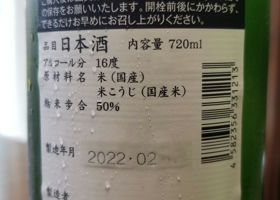 の保存をお願いいたします。開栓前後にかかわらず、
できるだけお早めにお召し上がりください。
品目 日本酒 内容量 720ml
アルコール分 16度
原材料名 米(国産)
米こうじ(国産米)
精米歩合 50%
製造年月 2022.02
製造者
4582356331213